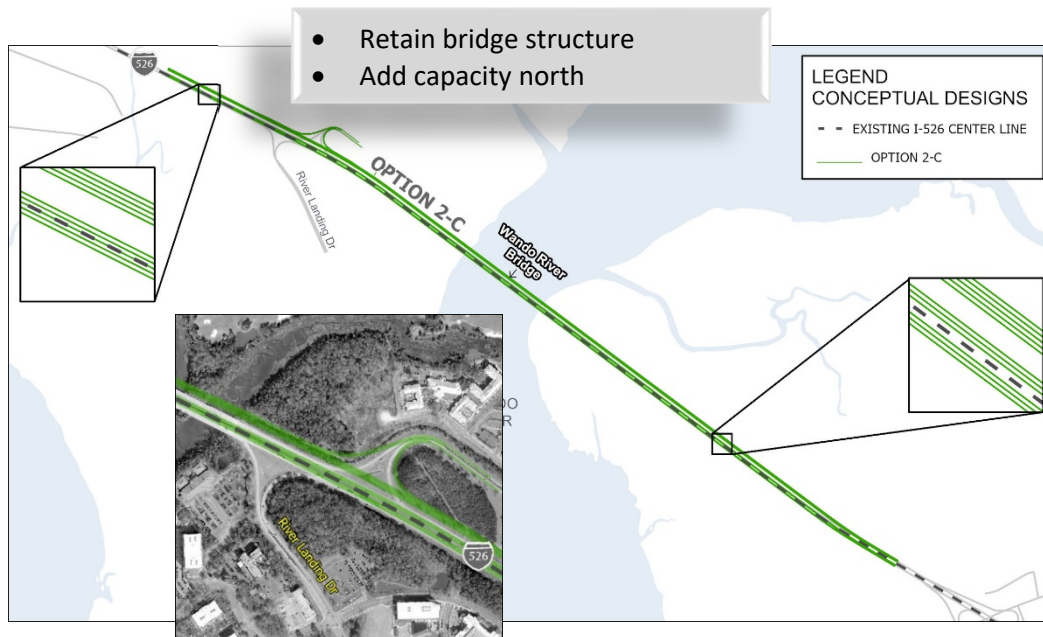 • Retain bridge structure
• Add capacity north
526
LEGEND
CONCEPTUAL DESIGNS
EXISTING I-526 CENTER LINE
OPTION 2-C
River Landing Dr
OPTION 2-C
Wando River
Bridge
River Landing Dr
526